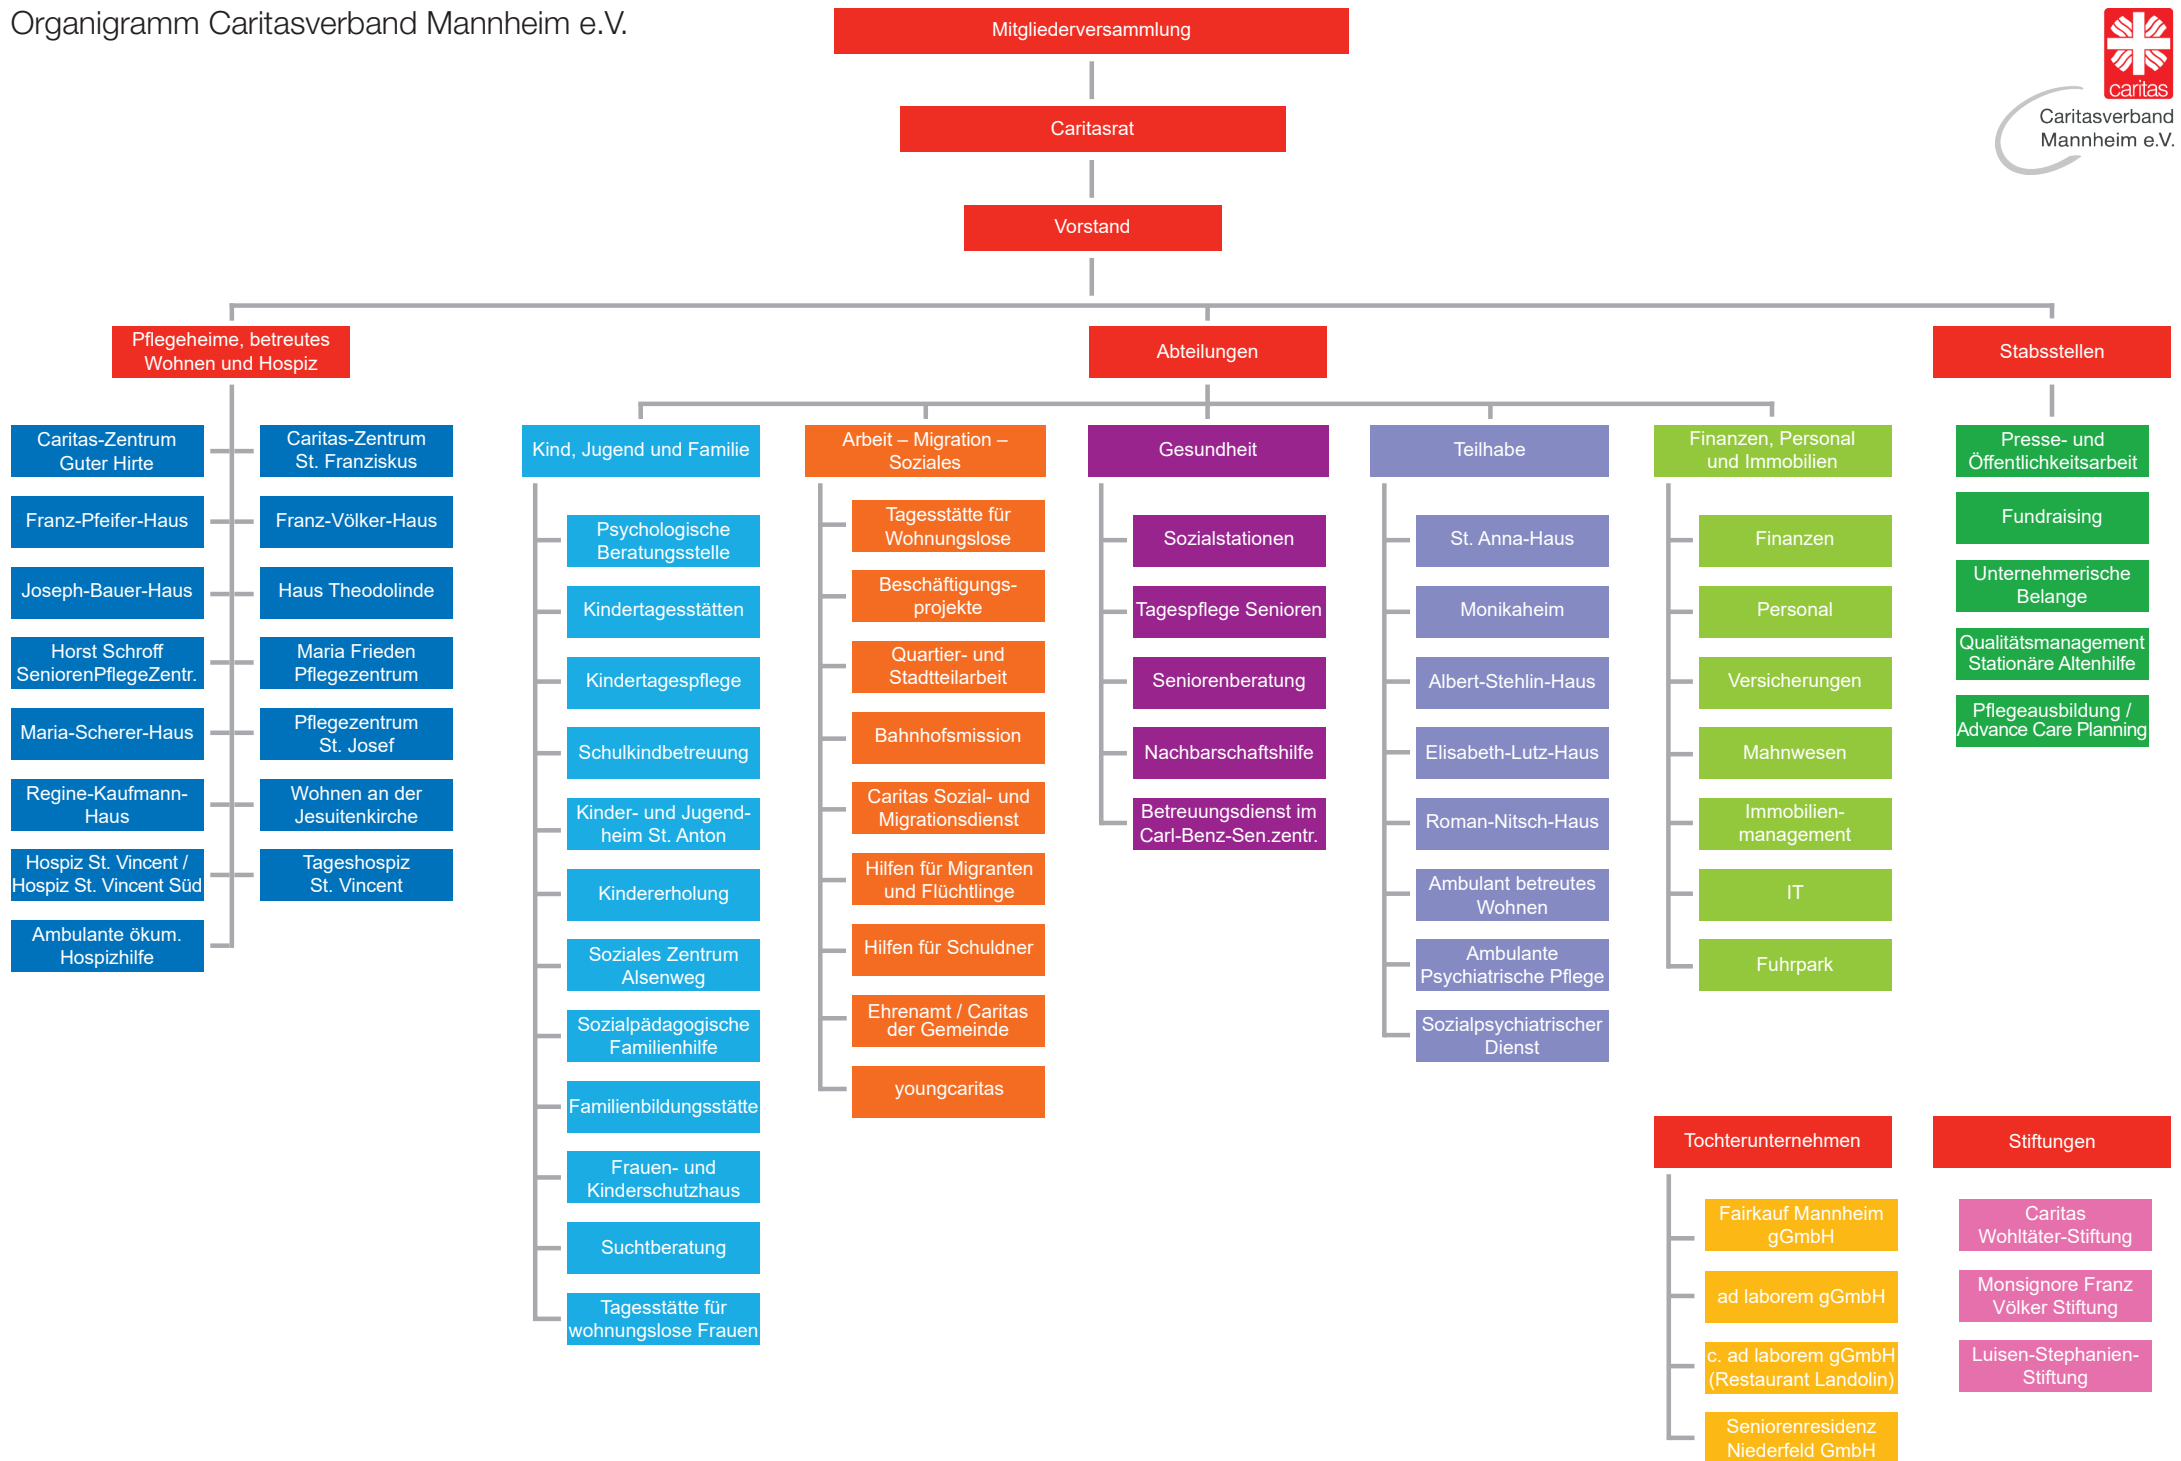 Organigramm Caritasverband Mannheim e.V.
Mitgliederversammlung
caritas
Caritasverband
Mannheim e.V.
Caritasrat
Vorstand
Pflegeheime, betreutes
Wohnen und Hospiz
Abteilungen
Stabsstellen
Caritas-Zentrum
Guter Hirte
Franz-Pfeifer-Haus
Joseph-Bauer-Haus
Horst Schroff
SeniorenPflegeZentr.
Maria-Scherer-Haus
Regine-Kaufmann-
Haus
Hospiz St. Vincent /
Hospiz St. Vincent Süd
Ambulante ökum.
Hospizhilfe
Caritas-Zentrum
St. Franziskus
Franz-Völker-Haus
Haus Theodolinde
Maria Frieden
Pflegezentrum
Pflegezentrum
St. Josef
Wohnen an der
Jesuitenkirche
Tageshospiz
St. Vincent
Kind, Jugend und Familie
Psychologische
Beratungsstelle
Kindertagesstätten
Kindertagespflege
Schulkindbetreuung
Kinder- und Jugend-
heim St. Anton
Kindererholung
Soziales Zentrum
Alsenweg
Sozialpädagogische
Familienhilfe
Familienbildungsstätte
Frauen- und
Kinderschutzhaus
Suchtberatung
Tagesstätte für
wohnungslose Frauen
Arbeit – Migration –
Soziales
Tagesstätte für
Wohnungslose
Beschäftigungs-
projekte
Quartier- und
Stadtteilarbeit
Bahnhofsmission
Caritas Sozial- und
Migrationsdienst
Hilfen für Migranten
und Flüchtlinge
Hilfen für Schuldner
Ehrenamt / Caritas
der Gemeinde
youngcaritas
Gesundheit
Sozialstationen
Tagespflege Senioren
Seniorenberatung
Nachbarschaftshilfe
Betreuungsdienst im
Carl-Benz-Sen.zentr.
Teilhabe
St. Anna-Haus
Monikaheim
Albert-Stehlin-Haus
Elisabeth-Lutz-Haus
Roman-Nitsch-Haus
Ambulant betreutes
Wohnen
Ambulante
Psychiatrische Pflege
Sozialpsychiatrischer
Dienst
Finanzen, Personal
und Immobilien
Finanzen
Personal
Versicherungen
Mahnwesen
Immobilien-
management
IT
Fuhrpark
Presse- und
Öffentlichkeitsarbeit
Fundraising
Unternehmerische
Belange
Qualitätsmanagement
Stationäre Altenhilfe
Pflegeausbildung /
Advance Care Planning
Tochterunternehmen
Fairkauf Mannheim
gGmbH
ad laborem gGmbH
c. ad laborem gGmbH
(Restaurant Landolin)
Seniorenresidenz
Niederfeld GmbH
Stiftungen
Caritas
Wohltäter-Stiftung
Monsignore Franz
Völker Stiftung
Luisen-Stephanien-
Stiftung